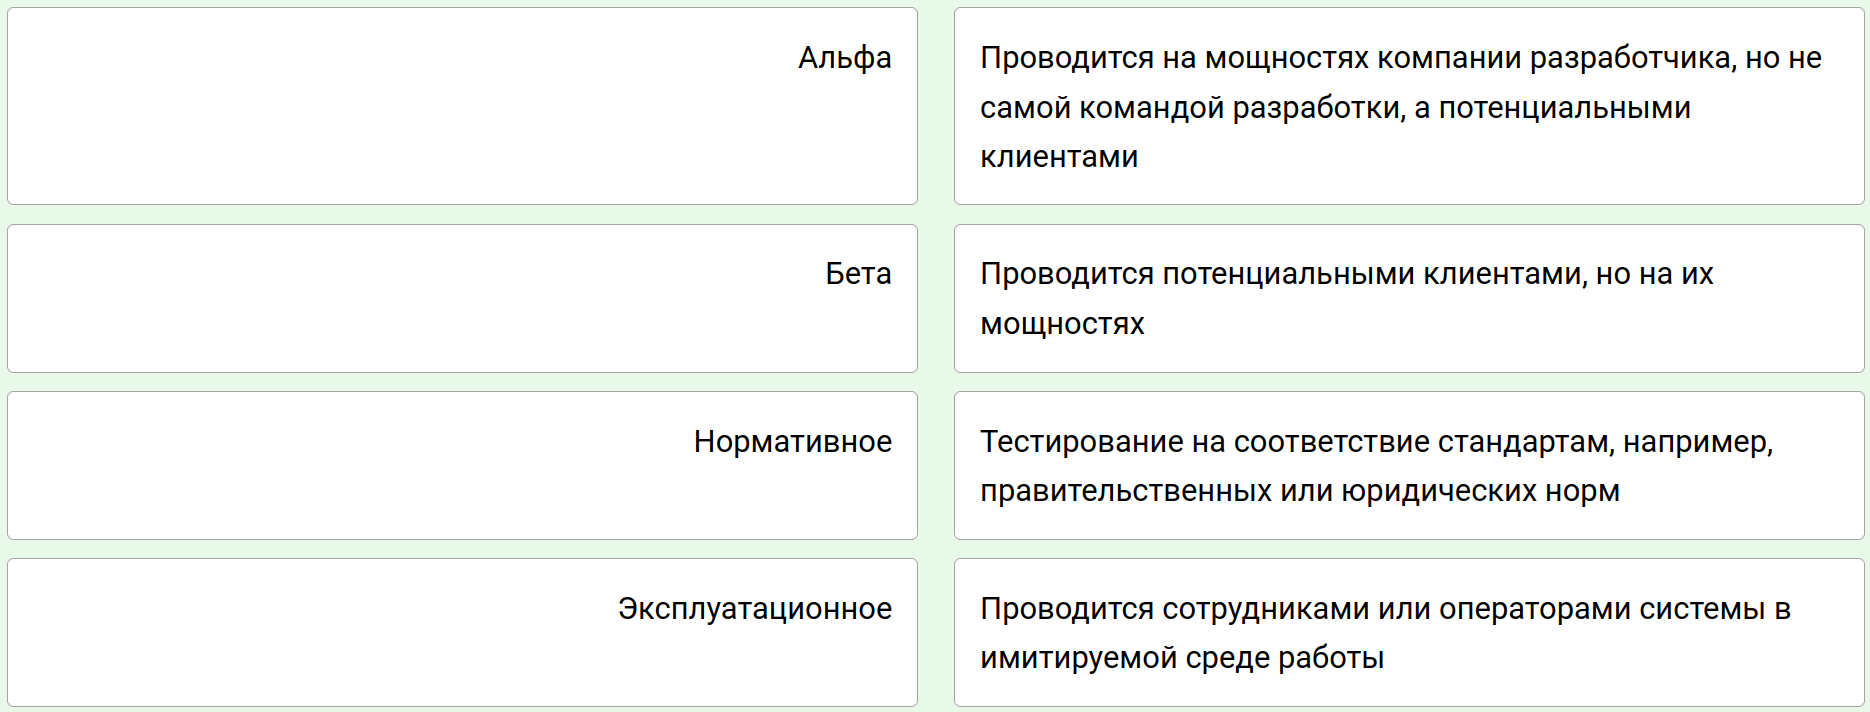 Альфа
Проводится на мощностях компании разработчика, но не
самой командой разработки, а потенциальными
клиентами
Бета
Проводится потенциальными клиентами, но на их
мощностях
Нормативное
Тестирование на соответствие стандартам, например,
правительственных или юридических норм
Эксплуатационное
Проводится сотрудниками или операторами системы в
имитируемой среде работы